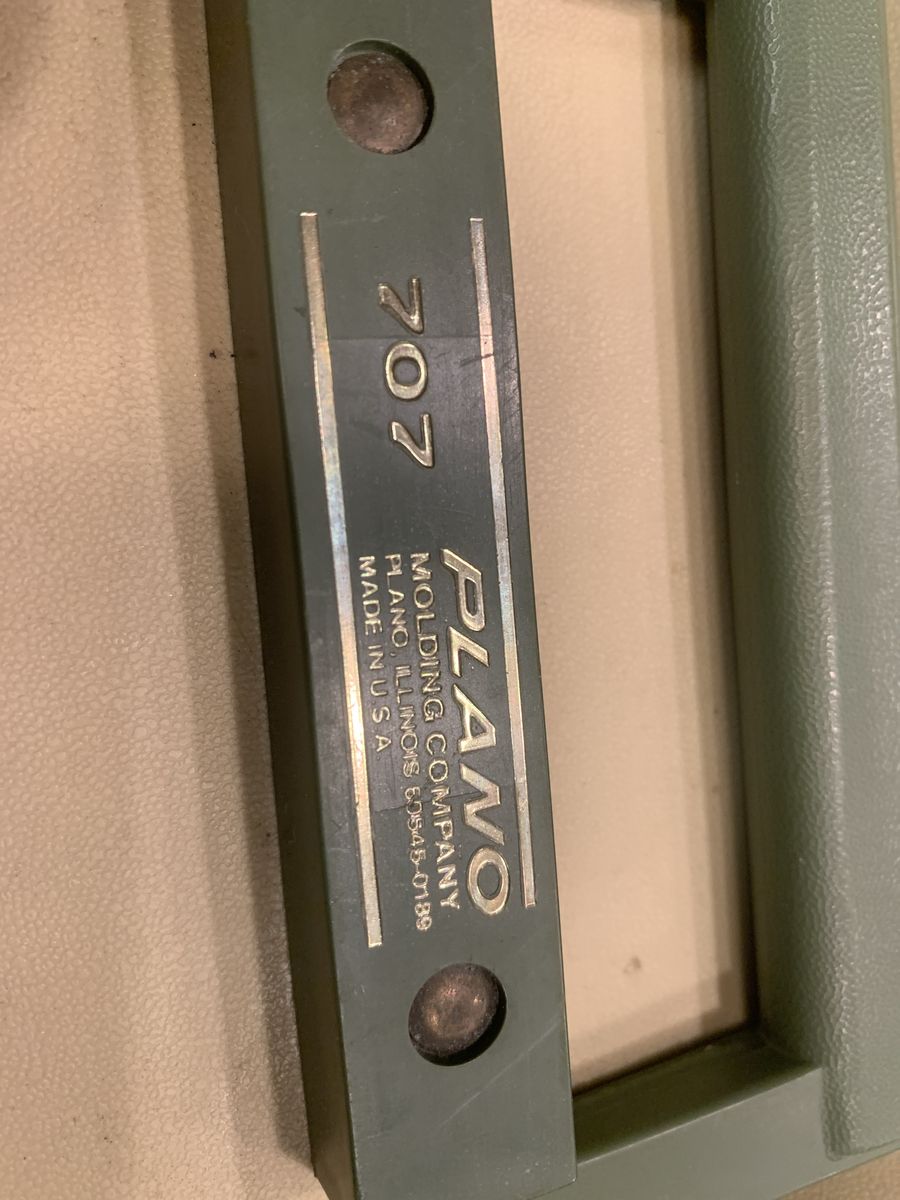 707
PLANO
MOLDING COMPANY
PLANO, ILLINOIS 60545-0189
MADE IN U S A